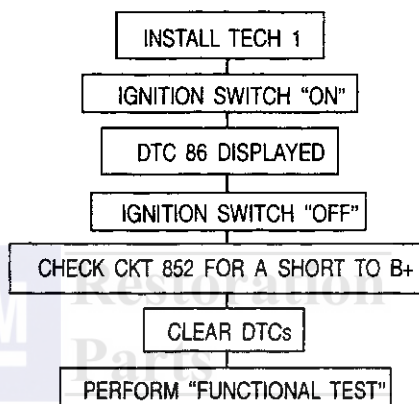 INSTALL TECH 1
IGNITION SWITCH "ON"
DTC 86 DISPLAYED
IGNITION SWITCH "OFF"
CHECK CKT 852 FOR A SHORT TO B+
Restoration
CLEAR DTCs
Parts
PERFORM "FUNCTIONAL TEST"